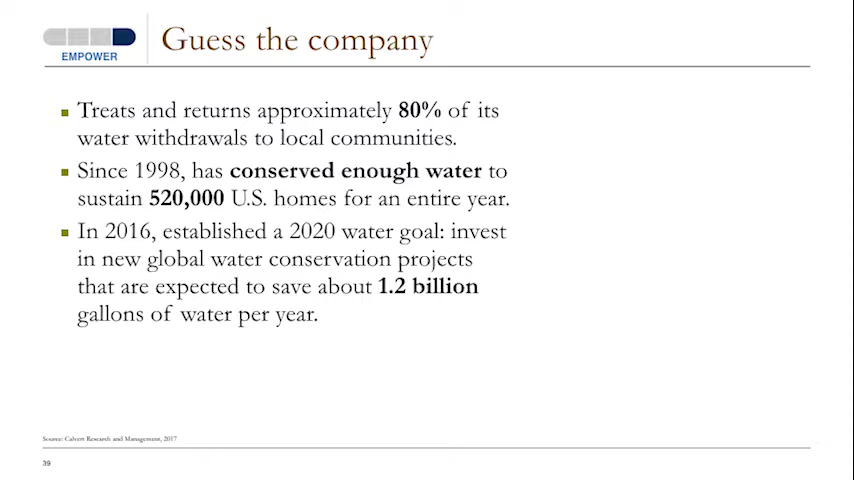 EMPOWER
Guess the company
Treats and returns approximately 80% of its
water withdrawals to local communities.
Since 1998, has conserved enough water to
sustain 520,000 U.S. homes for an entire year.
In 2016, established a 2020 water goal: invest
in new global water conservation projects
that are expected to save about 1.2 billion
gallons of water per year.
Source: Calvert Research and Management, 2017
39